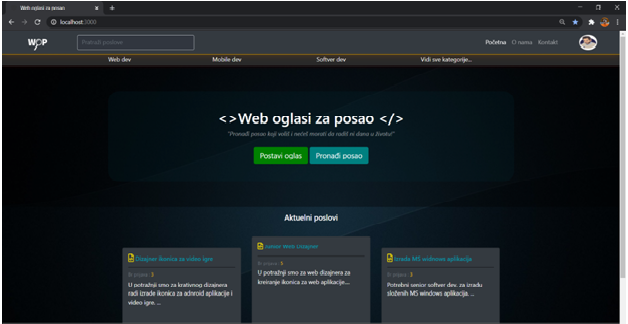 Web oglasi za posao
localhost:3000
WOP
Pretraži poslove
Početna O nama Kontakt
Web dev
Mobile dev
Softver dev
Vidi sve kategorije...
<>Web oglasi za posao </>
"Pronađi posao koji voliš i nećeš morati da radiš ni dana u životu!"
Postavi oglas
Pronađi posao
Aktuelni poslovi
Dizajner ikonica za video igre
Br prijava: 3
U potražnji smo za krativnog dizajnera
radi izrade ikonica za adnroid aplikacije i
video igre. ...
Junior Web Dizajner
Br prijava: 3
U potražnji smo za web dizajnera za
kreiranje ikonica za web aplikacije....
Izrada MS widnows aplikacija
Br prijava: 3
Potrebni senior softver dev. za izradu
složenih MS windows aplikacija. ...